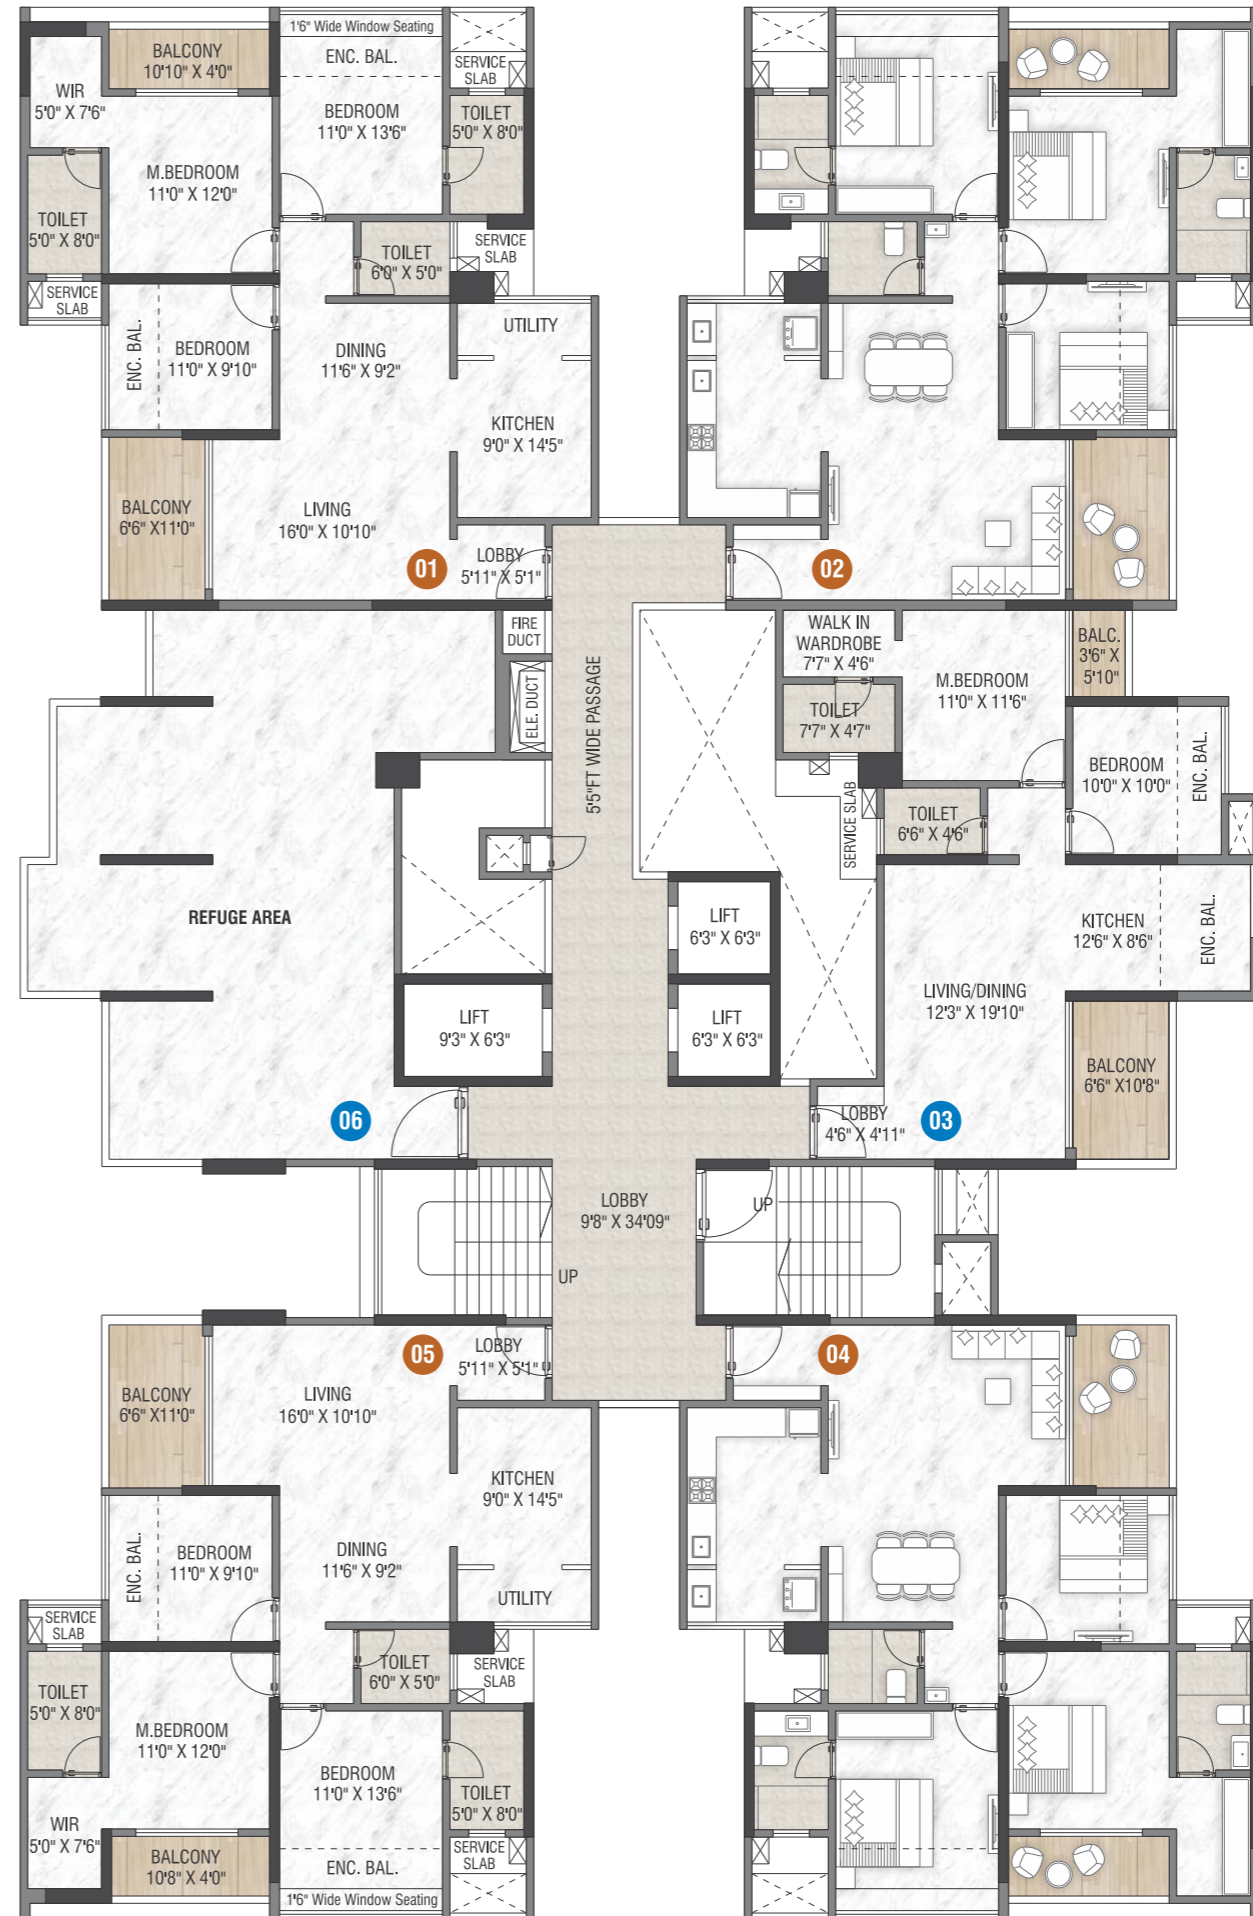 1'6" Wide Window Seating
BALCONY
10'10" X 4'0"
ENC. BAL.
SERVICE
SLAB
WIR
5'0" X 7'6"
BEDROOM
11'0" X 13'6"
TOILET
5'0" X 8'0"
M.BEDROOM
11'0" X 12'0"
TOILET
5'0" X 8'0"
TOILET
6'0" X 5'0"
SERVICE
SLAB
SERVICE
SLAB
ENC. BAL.
BEDROOM
11'0" X 9'10"
DINING
11'6" X 9'2"
UTILITY
KITCHEN
9'0" X 14'5"
BALCONY
6'6" X11'0"
LIVING
16'0" X 10'10"
01
LOBBY
5'11" X 5'1"
02
FIRE
DUCT
ELE. DUCT
5'5"FT WIDE PASSAGE
WALK IN
WARDROBE
7'7" X 4'6"
M.BEDROOM
11'0" X 11'6"
BALC.
3'6" X
5'10"
TOILET
7'7" X 4'7"
BEDROOM
10'0" X 10'0"
ENC. BAL.
SERVICE SLAB
TOILET
6'6" X 4'6"
REFUGE AREA
LIFT
6'3" X 6'3"
KITCHEN
12'6" X 8'6"
ENC. BAL.
LIVING/DINING
12'3" X 19'10"
LIFT
9'3" X 6'3"
LIFT
6'3" X 6'3"
BALCONY
6'6" X10'8"
06
LOBBY
4'6" X 4'11"
03
LOBBY
9'8" X 34'09"
UP
UP
05
LOBBY
5'11" X 5'1"
04
BALCONY
6'6" X11'0"
LIVING
16'0" X 10'10"
KITCHEN
9'0" X 14'5"
ENC. BAL.
BEDROOM
11'0" X 9'10"
DINING
11'6" X 9'2"
UTILITY
SERVICE
SLAB
TOILET
6'0" X 5'0"
SERVICE
SLAB
TOILET
5'0" X 8'0"
M.BEDROOM
11'0" X 12'0"
BEDROOM
11'0" X 13'6"
TOILET
5'0" X 8'0"
WIR
5'0" X 7'6"
BALCONY
10'8" X 4'0"
ENC. BAL.
SERVICE
SLAB
1'6" Wide Window Seating